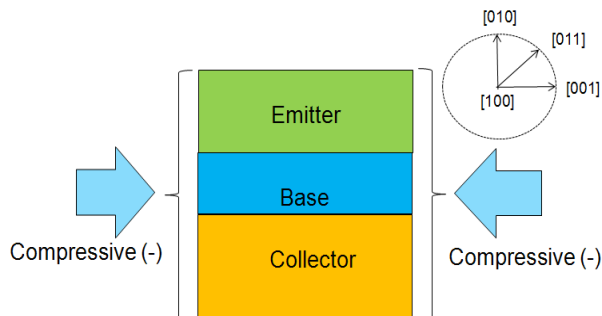 [010]
[011]
[001]
[100]
Emitter
Base
Collector
Compressive (-)
Compressive (-)